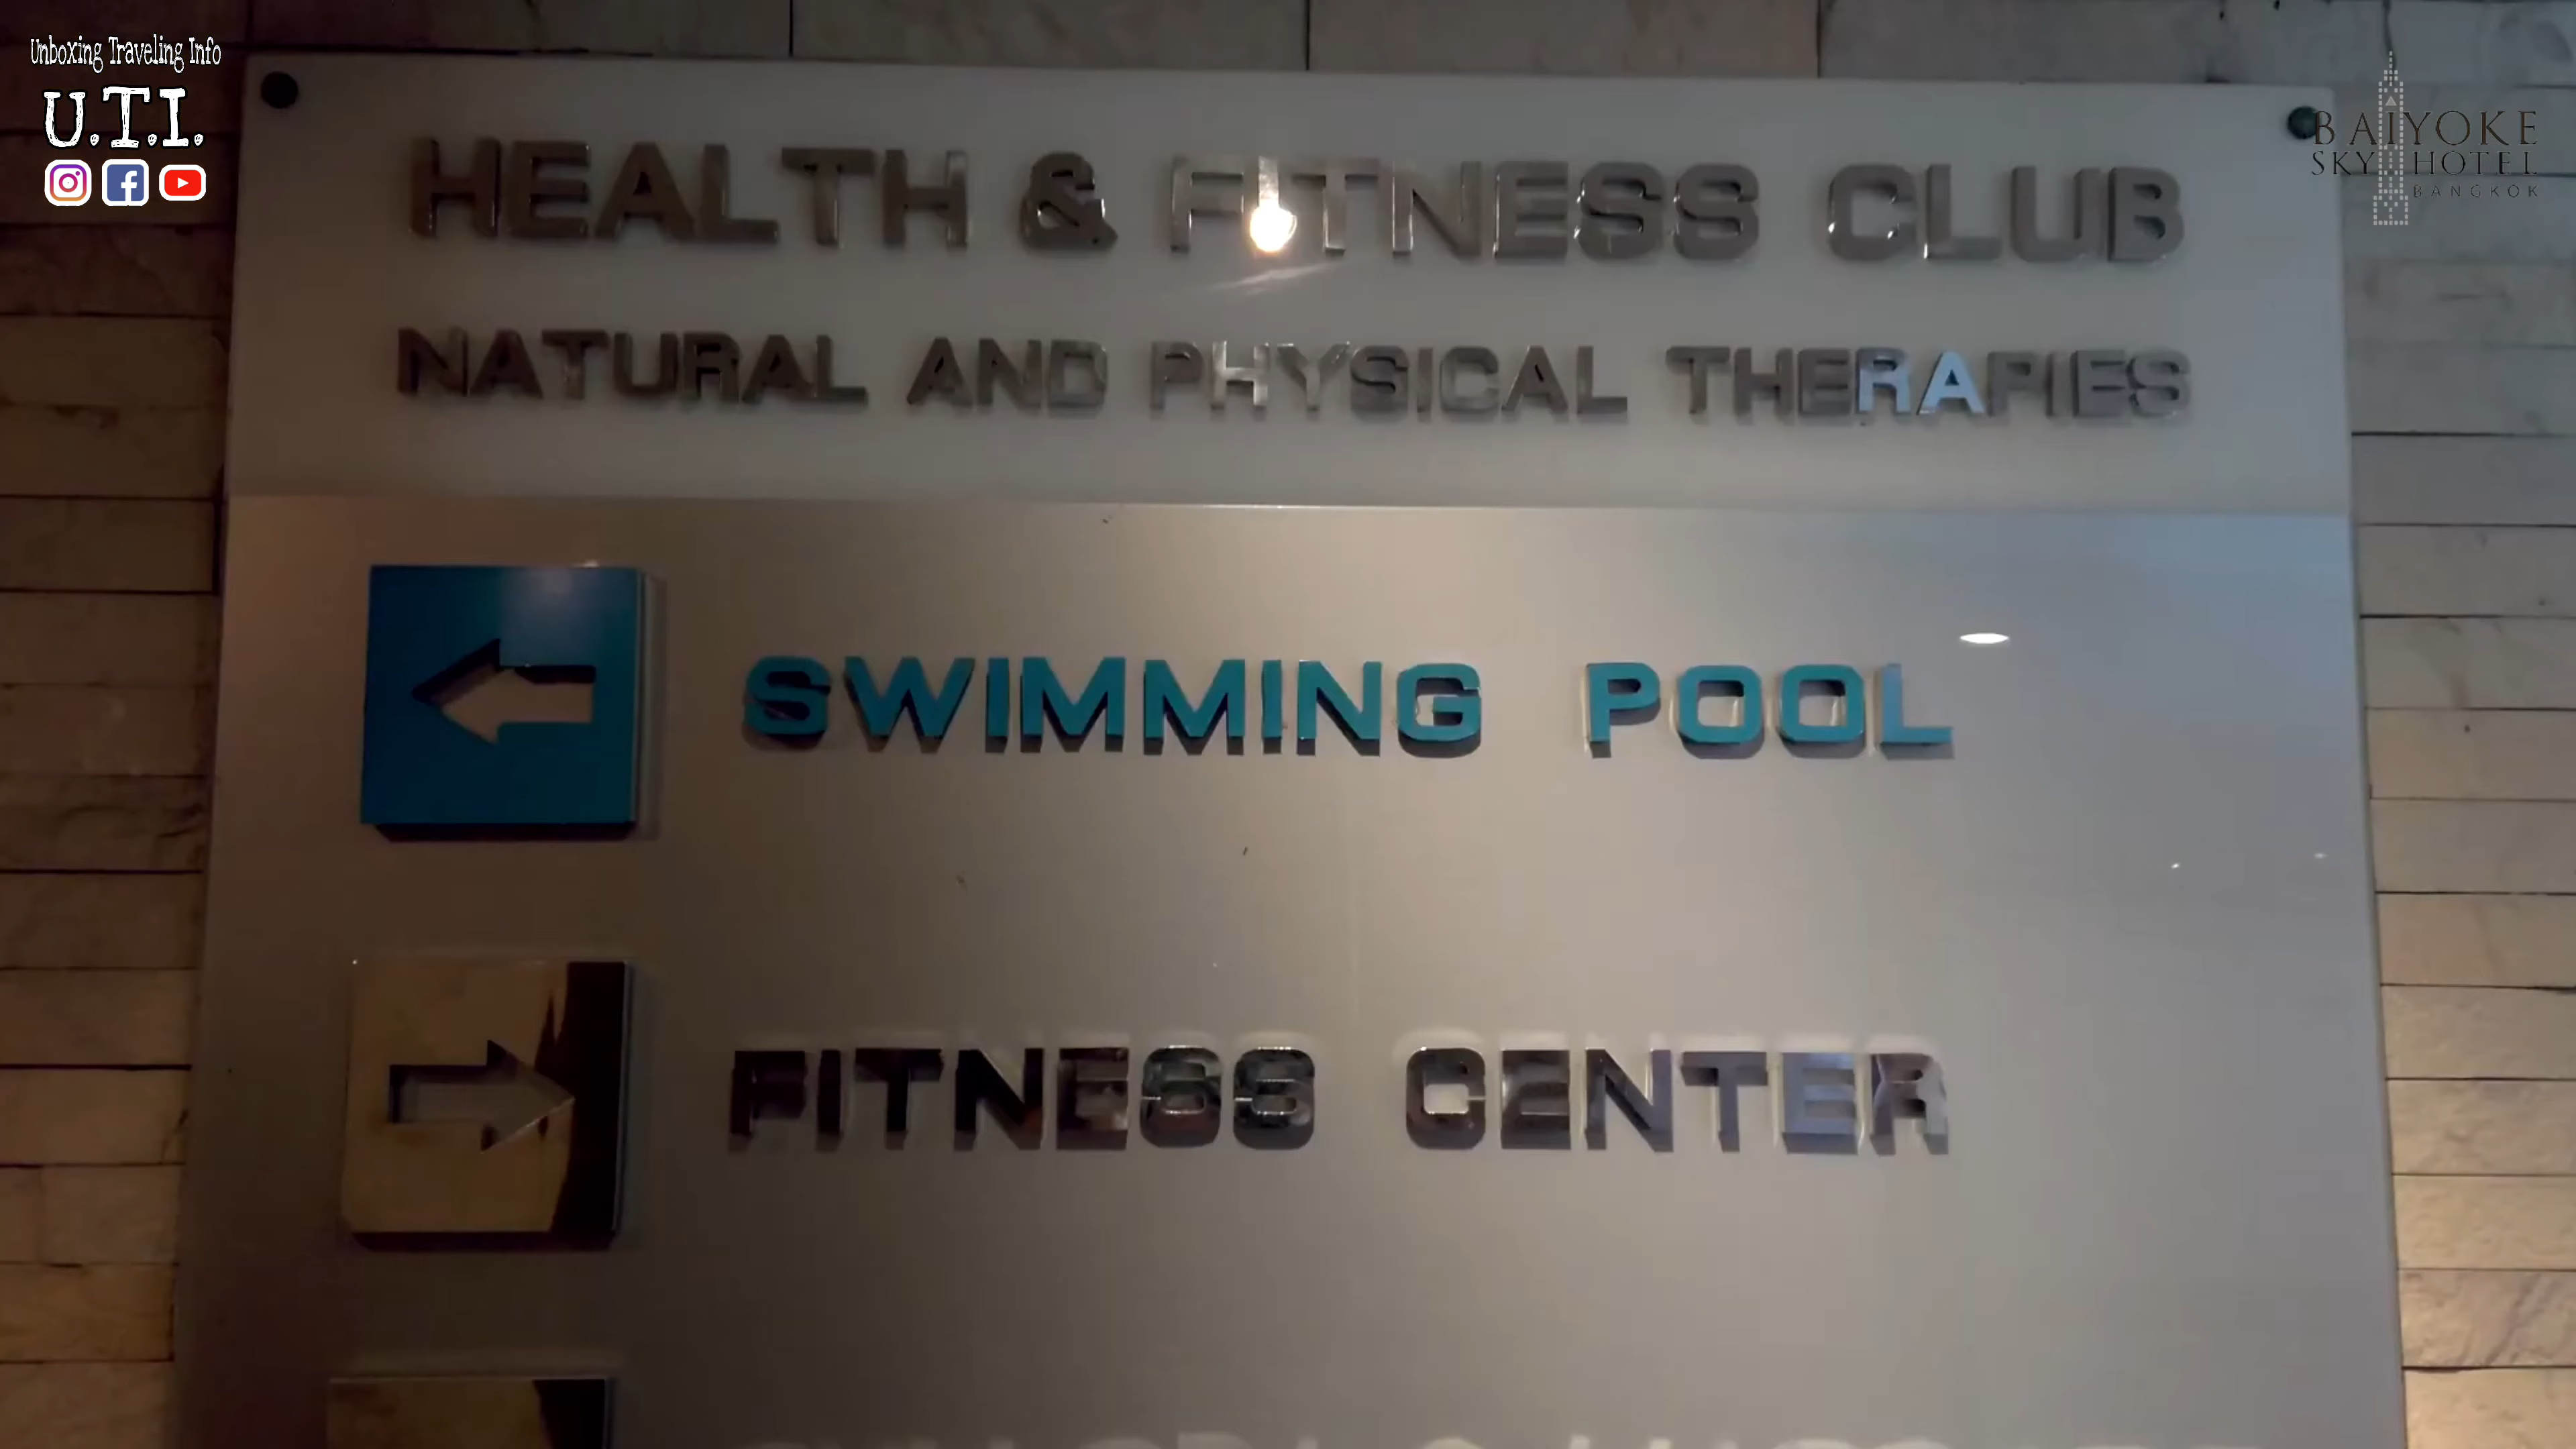 Unboxing Traveling Info
U.T.I.
BAIYOKE
SKY HOTEL
BANGKOK
HEALTH & FITNESS CLUB
NATURAL AND PHYSICAL THERAPIES
SWIMMING POOL
FITNESS CENTER